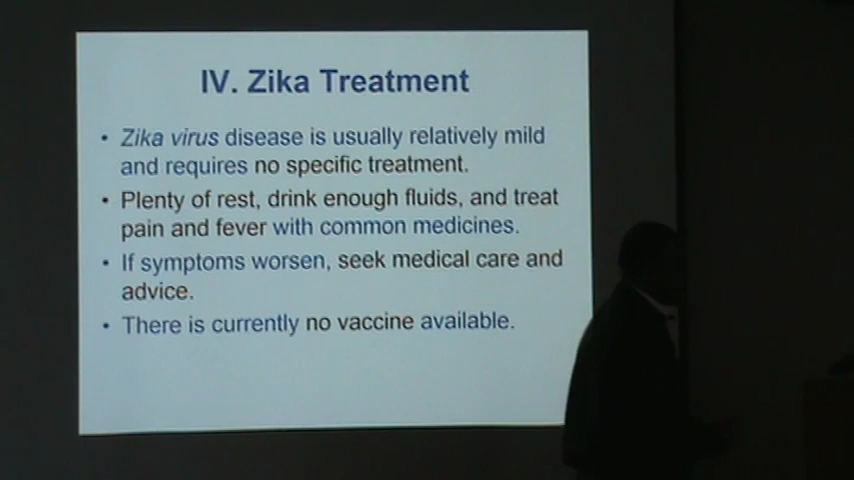 IV. Zika Treatment
• Zika virus disease is usually relatively mild
and requires no specific treatment.
• Plenty of rest, drink enough fluids, and treat
pain and fever with common medicines.
• If symptoms worsen, seek medical care and
advice.
• There is currently no vaccine available.